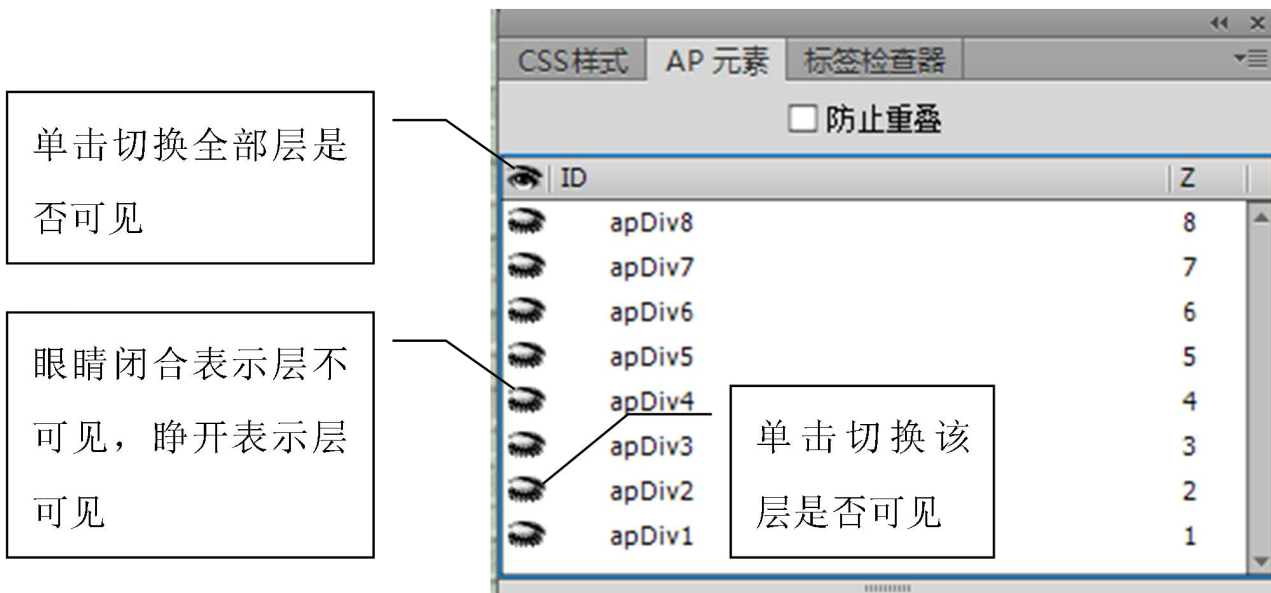 CSS样式 AP 元素 标签检查器
防止重叠
ID Z
apDiv8 8
apDiv7 7
apDiv6 6
apDiv5 5
apDiv4 4
apDiv3 3
apDiv2 2
apDiv1 1
单击切换全部层是
否可见
眼睛闭合表示层不
可见，睁开表示层
可见
单击切换该
层是否可见